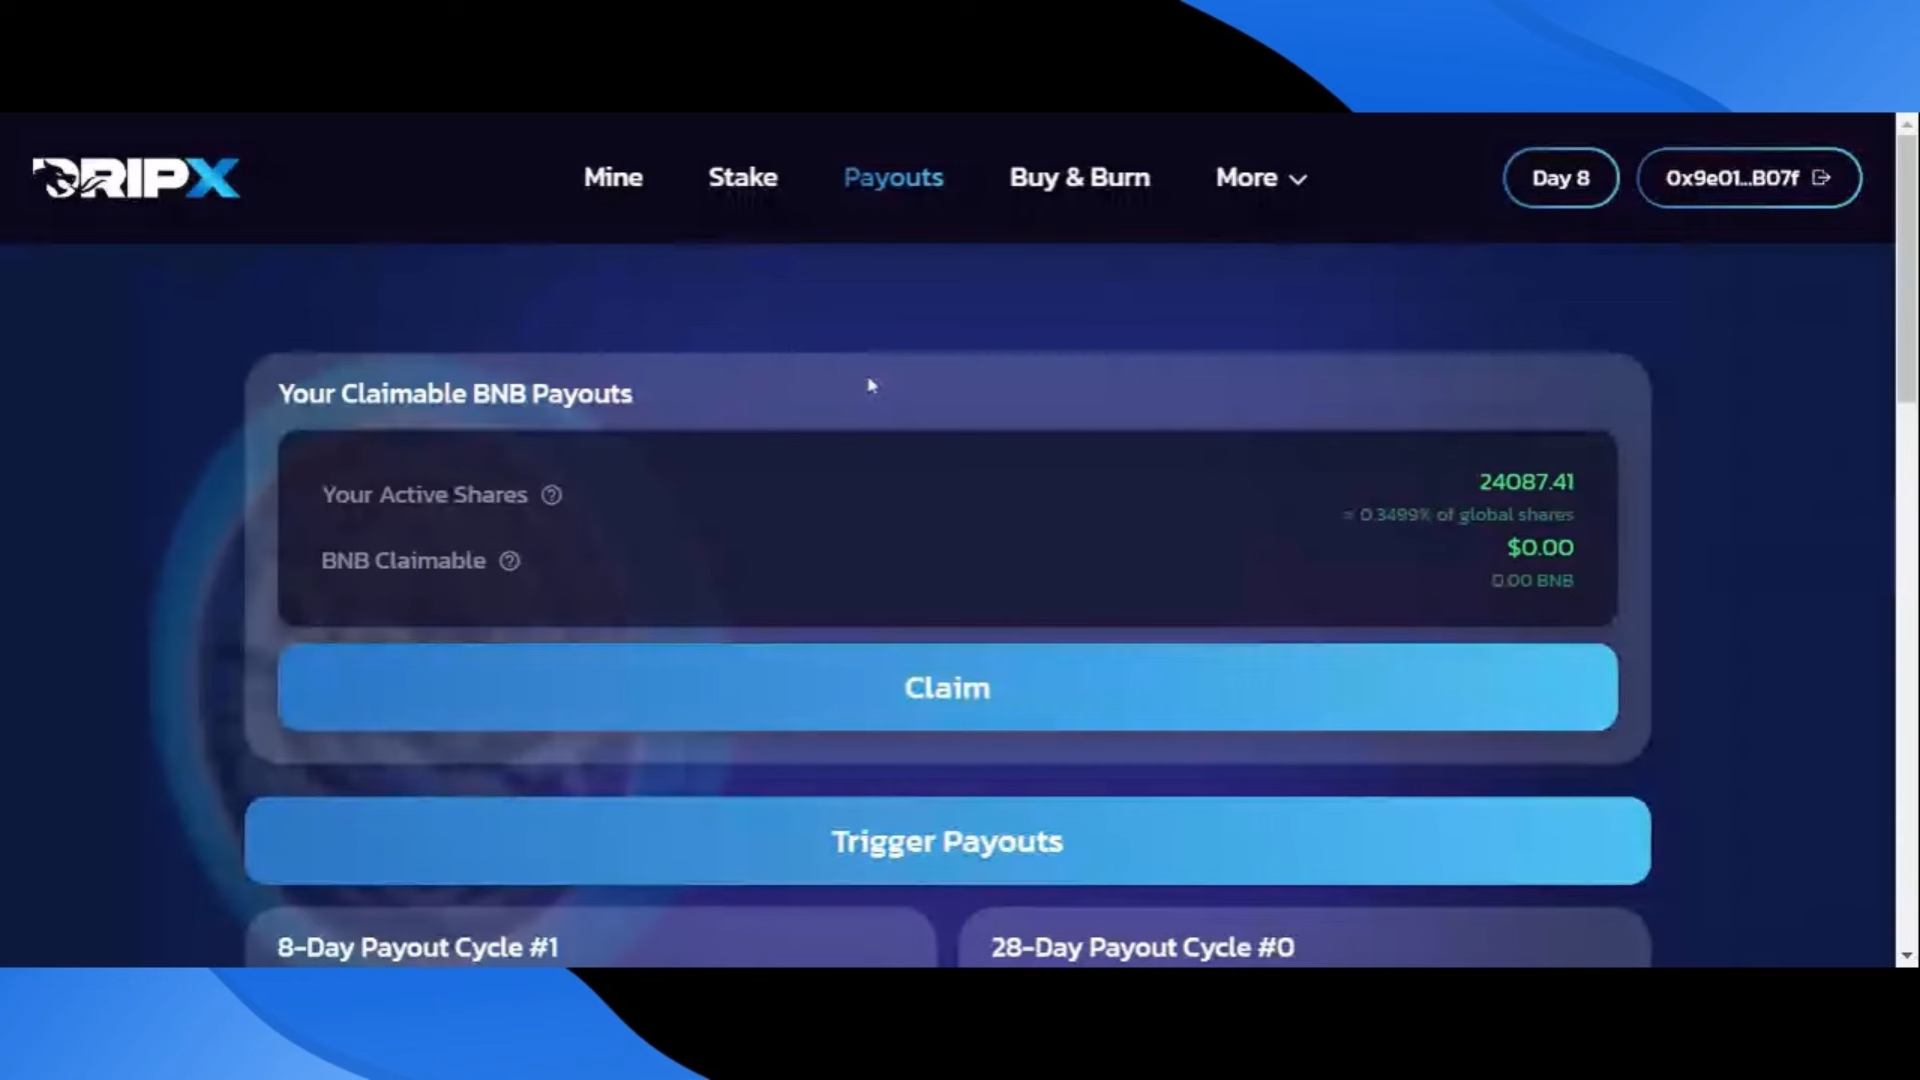 DRIPX
Mine Stake Payouts Buy & Burn More Day 8 0x9e01...B07f
Your Claimable BNB Payouts
Your Active Shares 24087.41
≈ 0.3499% of global shares
BNB Claimable $0.00
0.00 BNB
Claim
Trigger Payouts
8-Day Payout Cycle #1 28-Day Payout Cycle #0